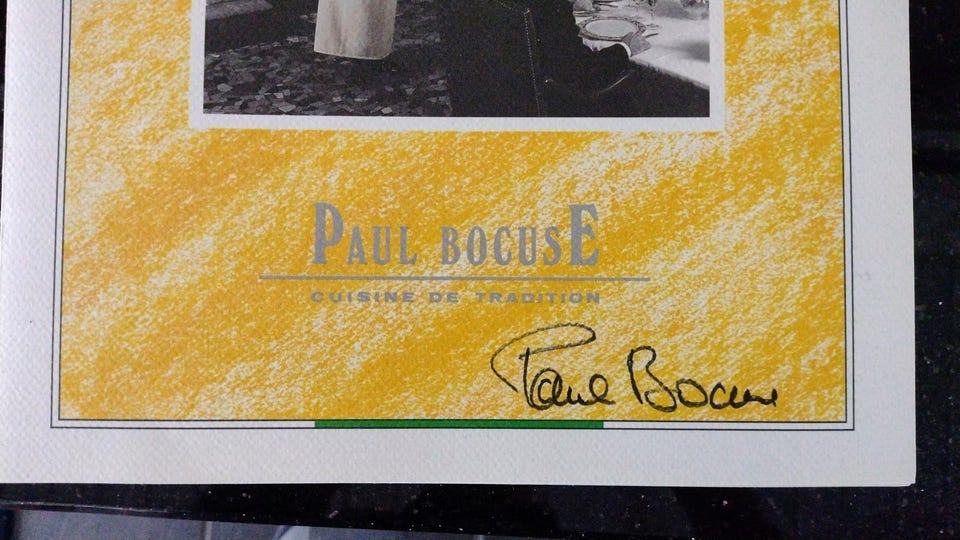 PAUL BOCUSE
CUISINE DE TRADITION
Paul Bocuse